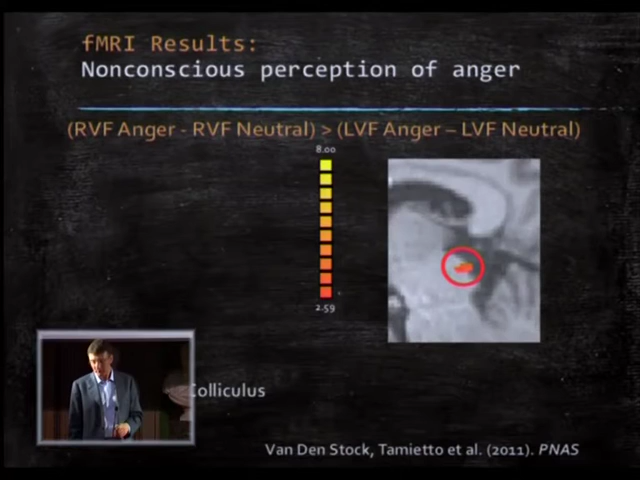 fMRI Results:
Nonconscious perception of anger
(RVF Anger - RVF Neutral) > (LVF Anger – LVF Neutral)
8.00
2.59
Colliculus
Van Den Stock, Tamietto et al. (2011). PNAS